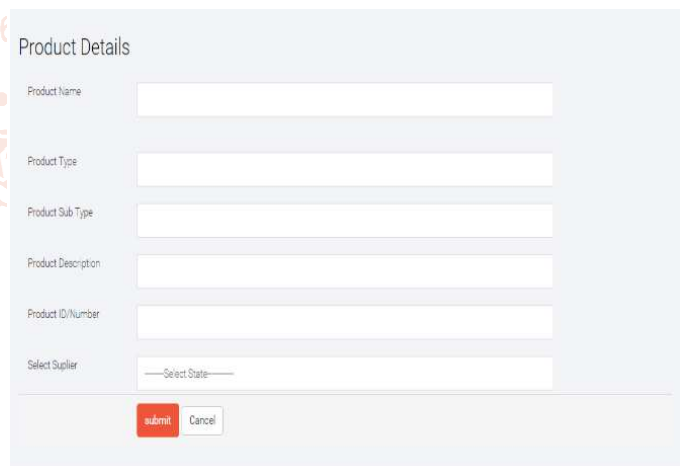 Product Details
Product Name
Product Type
Product Sub Type
Product Description
Product ID/Number
Select Suplier
-----Select State--------
submit Cancel